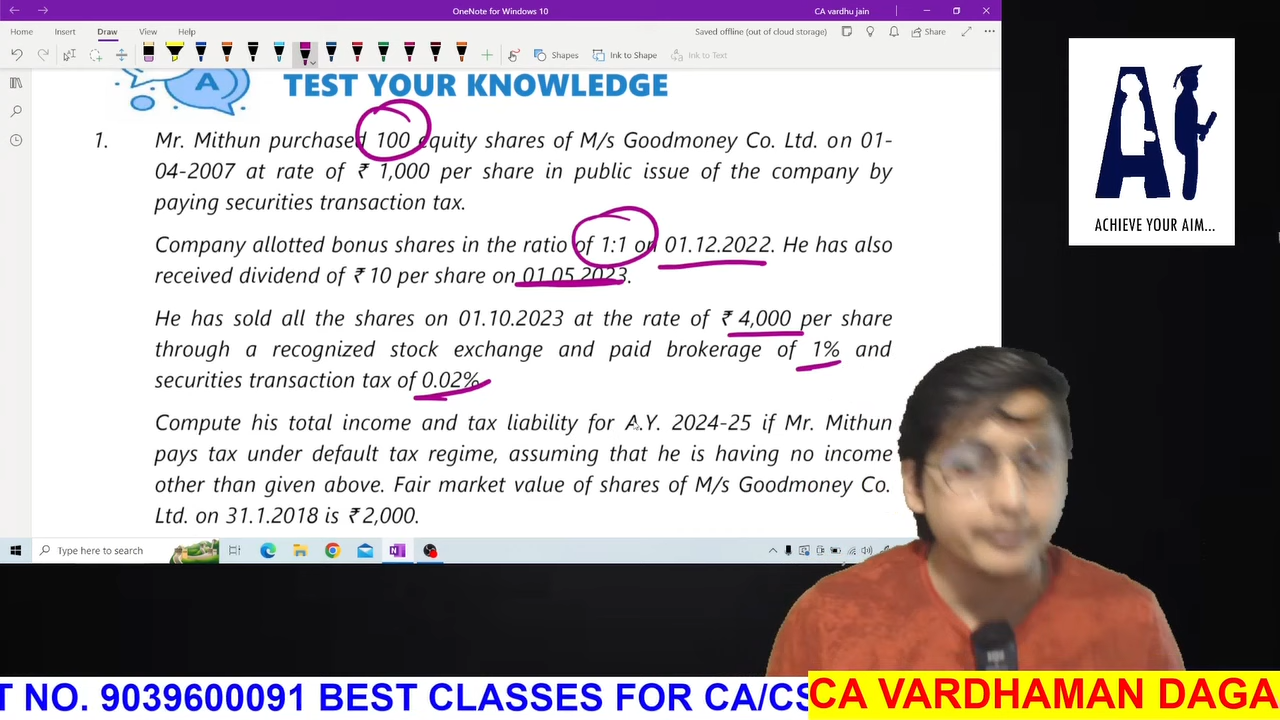 OneNote for Windows 10
CA vardhu jain
Home Insert Draw View Help
Saved offline (out of cloud storage)
Share
Shapes
Ink to Shape
Ink to Text
A
TEST YOUR KNOWLEDGE
1. Mr. Mithun purchased 100 equity shares of M/s Goodmoney Co. Ltd. on 01-
04-2007 at rate of ₹ 1,000 per share in public issue of the company by
paying securities transaction tax.
Company allotted bonus shares in the ratio of 1:1 on 01.12.2022. He has also
received dividend of ₹ 10 per share on 01.05.2023.
He has sold all the shares on 01.10.2023 at the rate of ₹ 4,000 per share
through a recognized stock exchange and paid brokerage of 1% and
securities transaction tax of 0.02%
Compute his total income and tax liability for A.Y. 2024-25 if Mr. Mithun
pays tax under default tax regime, assuming that he is having no income
other than given above. Fair market value of shares of M/s Goodmoney Co.
Ltd. on 31.1.2018 is ₹ 2,000.
Type here to search
A
ACHIEVE YOUR AIM...
T NO. 9039600091 BEST CLASSES FOR CA/CS
CA VARDHAMAN DAGA